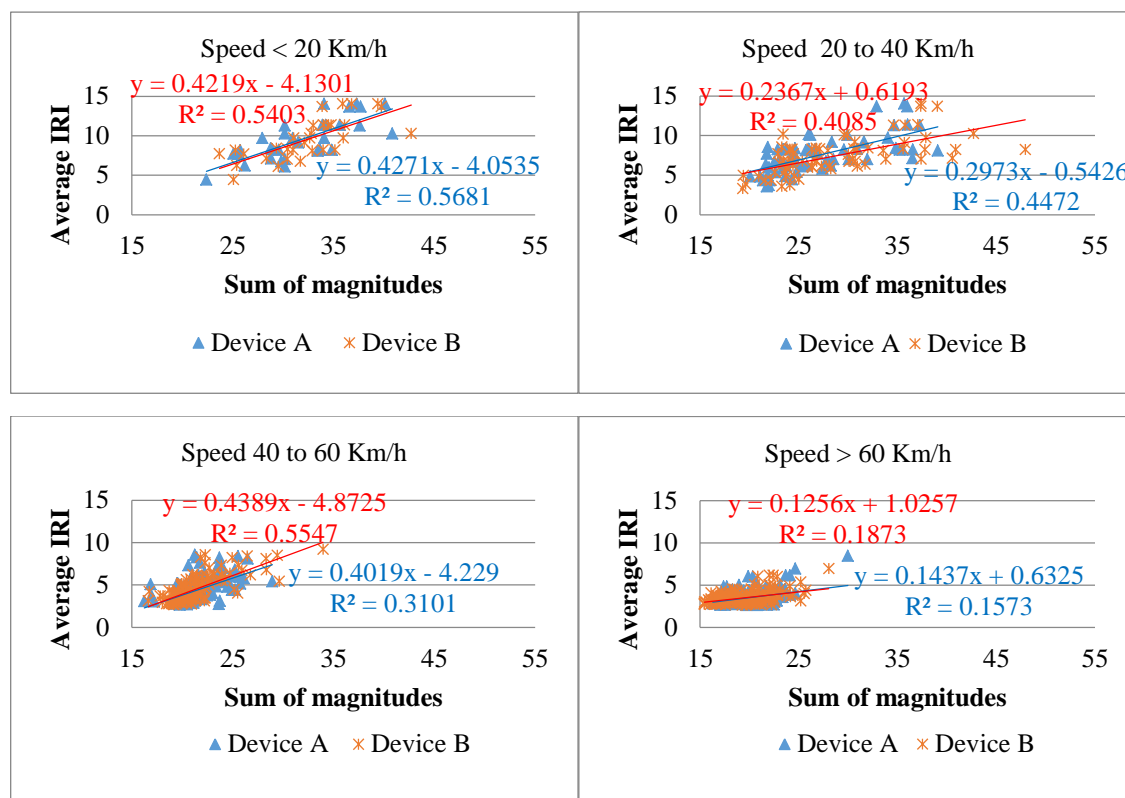 Speed < 20 Km/h
y = 0.4219x - 4.1301
R² = 0.5403
y = 0.4271x - 4.0535
R² = 0.5681
15
10
5
0
Average IRI
15 25 35 45 55
Sum of magnitudes
Device A Device B
Speed 20 to 40 Km/h
y = 0.2367x + 0.6193
R² = 0.4085
y = 0.2973x - 0.5426
R² = 0.4472
15
10
5
0
Average IRI
15 25 35 45 55
Sum of magnitudes
Device A Device B
Speed 40 to 60 Km/h
y = 0.4389x - 4.8725
R² = 0.5547
y = 0.4019x - 4.229
R² = 0.3101
15
10
5
0
Average IRI
15 25 35 45 55
Sum of magnitudes
Device A Device B
Speed > 60 Km/h
y = 0.1256x + 1.0257
R² = 0.1873
y = 0.1437x + 0.6325
R² = 0.1573
15
10
5
0
Average IRI
15 25 35 45 55
Sum of magnitudes
Device A Device B